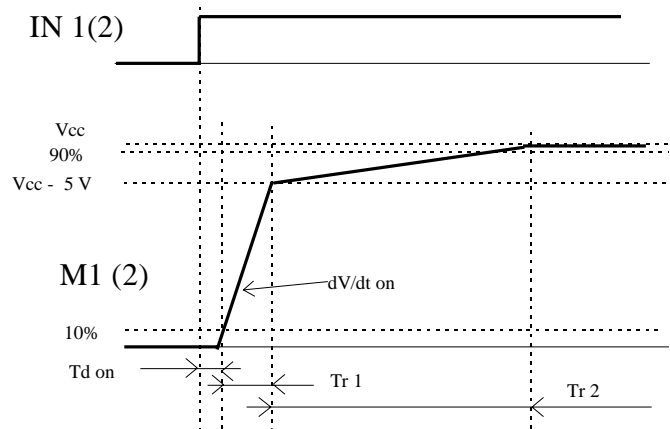 IN 1(2)
Vcc
90%
Vcc - 5 V
M1 (2)
dV/dt on
10%
Td on
Tr 1
Tr 2